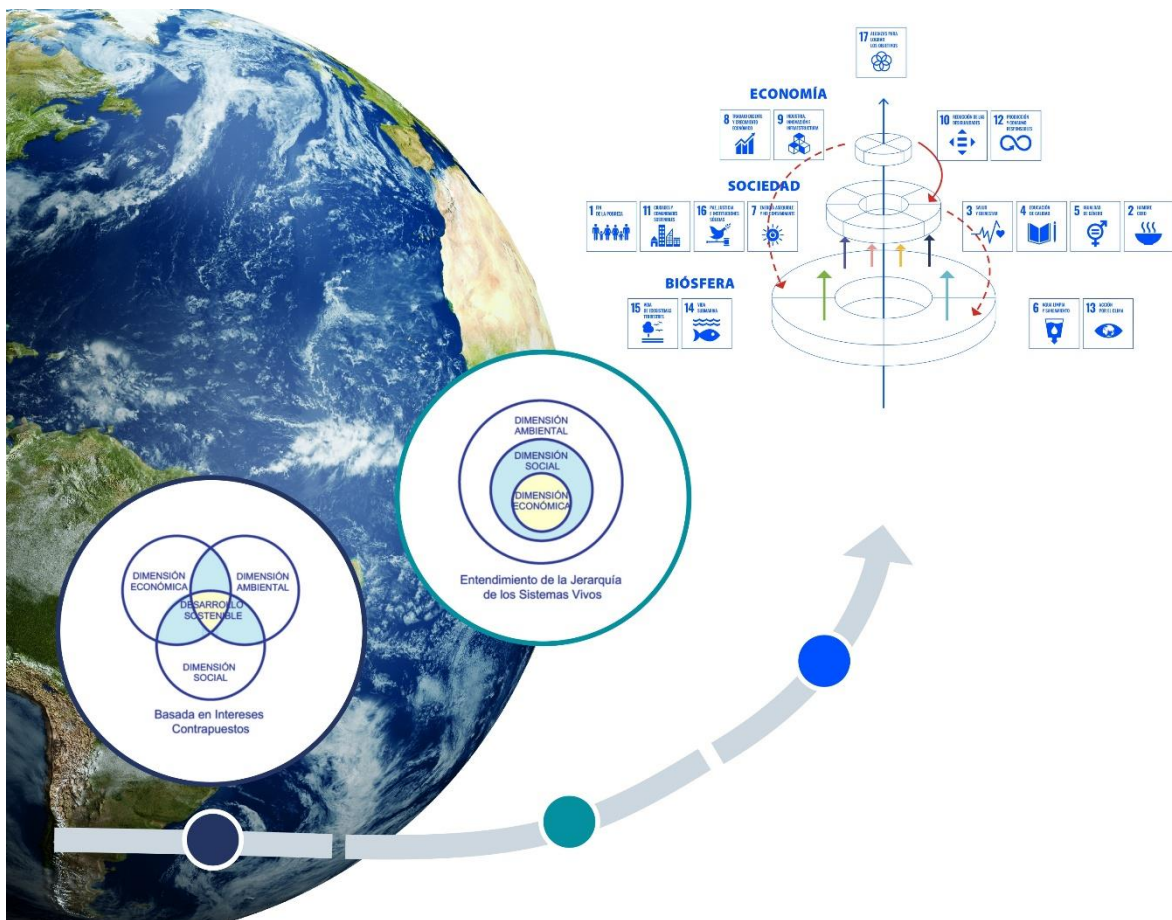 17 ALIANZAS PARA
LOGRAR
LOS OBJETIVOS
ECONOMÍA
8 TRABAJO DECENTE
Y CRECIMIENTO
ECONÓMICO
9 INDUSTRIA,
INNOVACIÓN E
INFRAESTRUCTURA
10 REDUCCIÓN DE LAS
DESIGUALDADES
12 PRODUCCIÓN
Y CONSUMO
RESPONSABLES
SOCIEDAD
1 FIN
DE LA POBREZA
11 CIUDADES Y
COMUNIDADES
SOSTENIBLES
16 PAZ, JUSTICIA
E INSTITUCIONES
SÓLIDAS
7 ENERGÍA ASEQUIBLE
Y NO CONTAMINANTE
3 SALUD
Y BIENESTAR
4 EDUCACIÓN
DE CALIDAD
5 IGUALDAD
DE GÉNERO
2 HAMBRE
CERO
BIÓSFERA
15 VIDA
DE ECOSISTEMAS
TERRESTRES
14 VIDA
SUBMARINA
6 AGUA LIMPIA
Y SANEAMIENTO
13 ACCIÓN
POR EL CLIMA
DIMENSIÓN
AMBIENTAL
DIMENSIÓN
SOCIAL
DIMENSIÓN
ECONÓMICA
Entendimiento de la Jerarquía
de los Sistemas Vivos
DIMENSIÓN
ECONÓMICA
DIMENSIÓN
AMBIENTAL
DESARROLLO
SOSTENIBLE
DIMENSIÓN
SOCIAL
Basada en Intereses
Contrapuestos